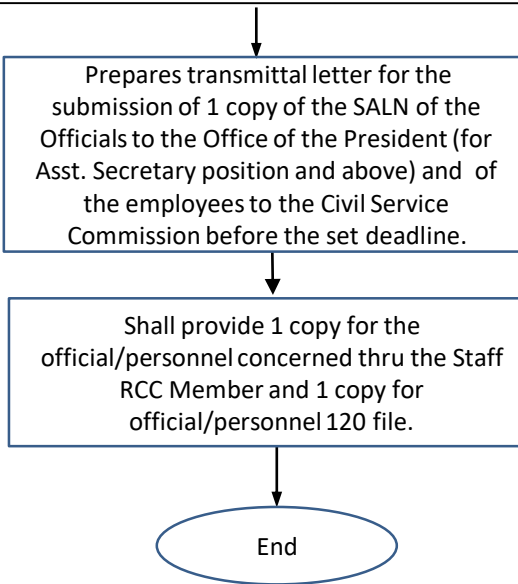 Prepares transmittal letter for the
submission of 1 copy of the SALN of the
Officials to the Office of the President (for
Asst. Secretary position and above) and of
the employees to the Civil Service
Commission before the set deadline.
Shall provide 1 copy for the
official/personnel concerned thru the Staff
RCC Member and 1 copy for
official/personnel 120 file.
End